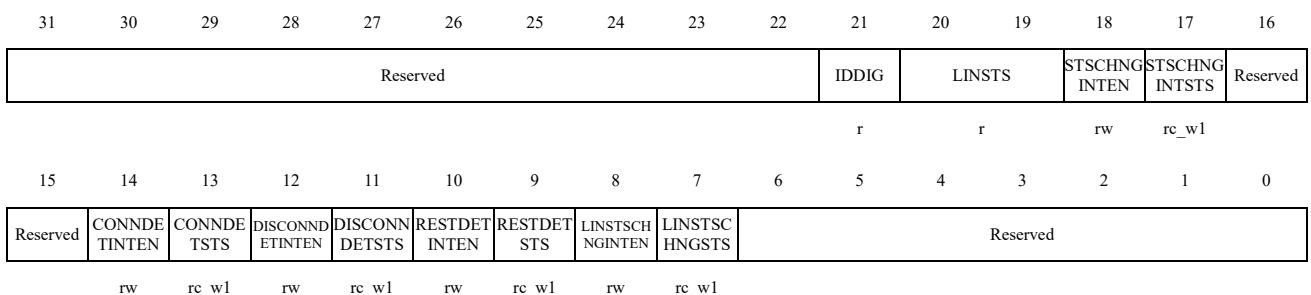 31 30 29 28 27 26 25 24 23 22 21 20 19 18 17 16
Reserved IDDIG LINSTS STSCHNG STSCHNG Reserved
INTEN INTSTS
r r rw rc_w1
15 14 13 12 11 10 9 8 7 6 5 4 3 2 1 0
Reserved CONNDE CONNDE DISCONND DISCONN RESTDET RESTDET LINSTSCH LINSTSC Reserved
TINTEN TSTS ETINTEN DETSTS INTEN STS NGINTEN HNGSTS
rw rc_w1 rw rc_w1 rw rc_w1 rw rc_w1